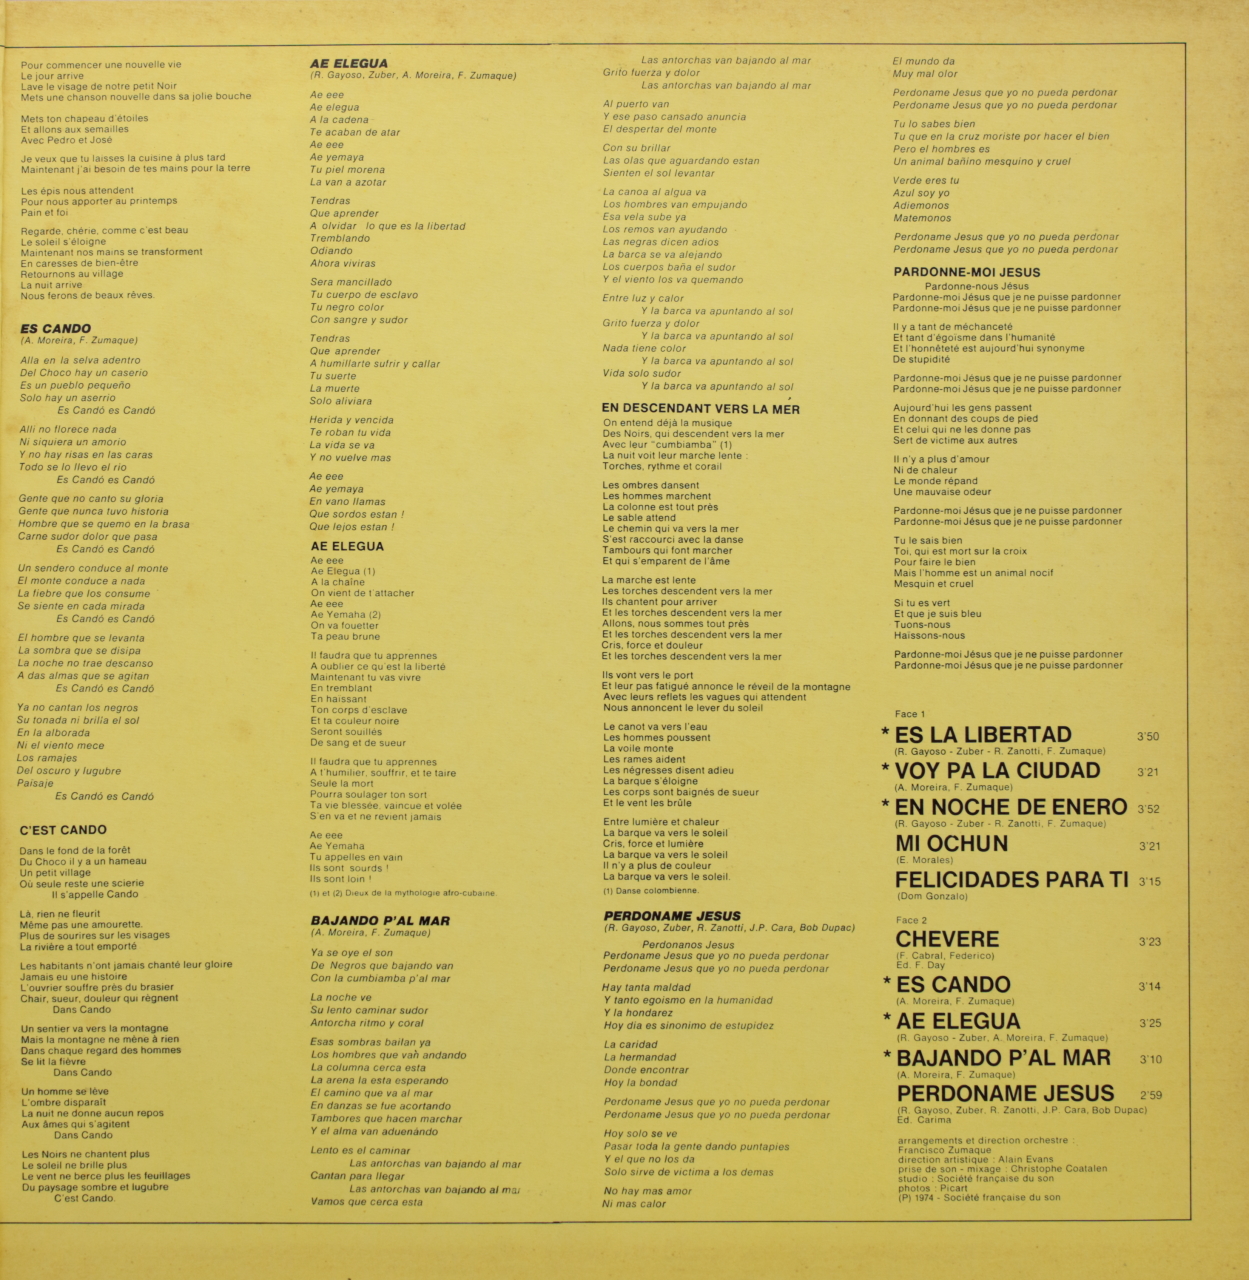 Pour commencer une nouvelle vie
Le jour arrive
Lave le visage de notre petit Noir
Mets une chanson nouvelle dans sa jolie bouche
Mets ton chapeau d'étoiles
Et allons aux semailles
Avec Pedro et José
Je veux que tu laisses la cuisine à plus tard
Maintenant j'ai besoin de tes mains pour la terre
Les épis nous attendent
Pour nous apporter au printemps
Pain et toi
Regarde, chérie, comme c'est beau
Le soleil s'éloigne
Maintenant nos mains se transforment
En caresses de bien-être
Retournons au village
La nuit arrive
Nous ferons de beaux rêves.
ES CANDO
(A. Moreira, F. Zumaque)
Alla en la selva adentro
Del Choco hay un caserio
Es un pueblo pequeño
Solo hay un aserrio
Es Candó es Candó
Alli no florece nada
Ni siquiera un amorio
Y no hay risas en las caras
Todo se lo llevo el rio
Es Candó es Candó
Gente que no canto su gloria
Gente que nunca tuvo historia
Hombre que se quemo en la brasa
Carne sudor dolor que pasa
Es Candó es Candó
Un sendero conduce al monte
El monte conduce a nada
La fiebre que los consume
Se siente en cada mirada
Es Candó es Candó
El hombre que se levanta
La sombra que se disipa
La noche no trae descanso
A das almas que se agitan
Es Candó es Candó
Ya no cantan los negros
Su tonada ni brilla el sol
En la alborada
Ni el viento mece
Los ramajes
Del oscuro y lugubre
Paisaje
Es Candó es Candó
C'EST CANDO
Dans le fond de la forêt
Du Choco il y a un hameau
Un petit village
Où seule reste une scierie
Il s'appelle Cando
Là, rien ne fleurit
Même pas une amourette.
Plus de sourires sur les visages
La rivière a tout emporté
Les habitants n'ont jamais chanté leur gloire
Jamais eu une histoire
L'ouvrier souffre près du brasier
Chair, sueur, douleur qui règnent
Dans Cando
Un sentier va vers la montagne
Mais la montagne ne mène à rien
Dans chaque regard des hommes
Se lit la fièvre
Dans Cando
Un homme se lève
L'ombre disparaît
La nuit ne donne aucun repos
Aux âmes qui s'agitent
Dans Cando
Les Noirs ne chantent plus
Le soleil ne brille plus
Le vent ne berce plus les feuillages
Du paysage sombre et lugubre
C'est Cando.
AE ELEGUA
(R. Gayoso, Zuber, A. Moreira, F. Zumaque)
Ae eee
Ae elegua
A la cadena
Te acaban de atar
Ae eee
Ae yemaya
Tu piel morena
La van a azotar
Tendras
Que aprender
A olvidar lo que es la libertad
Tremblando
Odiando
Ahora viviras
Sera mancillado
Tu cuerpo de esclavo
Tu negro color
Con sangre y sudor
Tendras
Que aprender
A humillarte sufrir y callar
Tu suerte
La muerte
Solo aliviara
Herida y vencida
Te roban tu vida
La vida se va
Y no vuelve mas
Ae eee
Ae yemaya
En vano llamas
Que sordos estan !
Que lejos estan !
AE ELEGUA
Ae eee
Ae Elegua (1)
A la chaîne
On vient de t'attacher
Ae eee
Ae Yemaha (2)
On va fouetter
Ta peau brune
Il faudra que tu apprennes
A oublier ce qu'est la liberté
Maintenant tu vas vivre
En tremblant
En haissant
Ton corps d'esclave
Et ta couleur noire
Seront souillés
De sang et de sueur
Il faudra que tu apprennes
A t'humilier, souffrir, et te taire
Seule la mort
Pourra soulager ton sort
Ta vie blessée, vaincue et volée
S'en va et ne revient jamais
Ae eee
Ae Yemaha
Tu appelles en vain
Ils sont sourds !
Ils sont loin !
(1) et (2) Dieux de la mythologie afro-cubaine.
BAJANDO P'AL MAR
(A. Moreira, F. Zumaque)
Ya se oye el son
De Negros que bajando van
Con la cumbiamba p'al mar
La noche ve
Su lento caminar sudor
Antorcha ritmo y coral
Esas sombras bailan ya
Los hombres que van andando
La columna cerca esta
La arena la esta esperando
El camino que va al mar
En danzas se fue acortando
Tambores que hacen marchar
Y el alma van aduenàndo
Lento es el caminar
Las antorchas van bajando al mar
Cantan para llegar
Las antorchas van bajando al mar
Vamos que cerca esta
Las antorchas van bajando al mar
Grito fuerza y dolor
Las antorchas van bajando al mar
Al puerto van
Y ese paso cansado anuncia
El despertar del monte
Con su brillar
Las olas que aguardando estan
Sienten el sol levantar
La canoa al algua va
Los hombres van empujando
Esa vela sube ya
Los remos van ayudando
Las negras dicen adios
La barca se va alejando
Los cuerpos baña el sudor
Y el viento los va quemando
Entre luz y calor
Y la barca va apuntando al sol
Grito fuerza y dolor
Y la barca va apuntando al sol
Nada tiene color
Y la barca va apuntando al sol
Vida solo sudor
Y la barca va apuntando al sol
EN DESCENDANT VERS LA MER
On entend déjà la musique
Des Noirs, qui descendent vers la mer
Avec leur "cumbiamba" (1)
La nuit voit leur marche lente :
Torches, rythme et corail
Les ombres dansent
Les hommes marchent
La colonne est tout près
Le sable attend
Le chemin qui va vers la mer
S'est raccourci avec la danse
Tambours qui font marcher
Et qui s'emparent de l'âme
La marche est lente
Les torches descendent vers la mer
Ils chantent pour arriver
Et les torches descendent vers la mer
Allons, nous sommes tout près
Et les torches descendent vers la mer
Cris, force et douleur
Et les torches descendent vers la mer
Ils vont vers le port
Et leur pas fatigué annonce le réveil de la montagne
Avec leurs reflets les vagues qui attendent
Nous annoncent le lever du soleil
Le canot va vers l'eau
Les hommes poussent
La voile monte
Les rames aident
Les négresses disent adieu
La barque s'éloigne
Les corps sont baignés de sueur
Et le vent les brûle
Entre lumière et chaleur
La barque va vers le soleil
Cris, force et lumière
La barque va vers le soleil
Il n'y a plus de couleur
La barque va vers le soleil.
(1) Danse colombienne.
PERDONAME JESUS
(R. Gayoso, Zuber, R. Zanotti, J.P. Cara, Bob Dupac)
Perdonanos Jesus
Perdoname Jesus que yo no pueda perdonar
Perdoname Jesus que yo no pueda perdonar
Hay tanta maldad
Y tanto egoismo en la humanidad
Y la hondarez
Hoy dia es sinonimo de estupidez
La caridad
La hermandad
Donde encontrar
Hoy la bondad
Perdoname Jesus que yo no pueda perdonar
Perdoname Jesus que yo no pueda perdonar
Hoy solo se ve
Pasar toda la gente dando puntapies
Y el que no los da
Solo sirve de victima a los demas
No hay mas amor
Ni mas calor
El mundo da
Muy mal olor
Perdoname Jesus que yo no pueda perdonar
Perdoname Jesus que yo no pueda perdonar
Tu lo sabes bien
Tu que en la cruz moriste por hacer el bien
Pero el hombres es
Un animal bañino mesquino y cruel
Verde eres tu
Azul soy yo
Adiemonos
Matemonos
Perdoname Jesus que yo no pueda perdonar
Perdoname Jesus que yo no pueda perdonar
PARDONNE-MOI JESUS
Pardonne-nous Jésus
Pardonne-moi Jésus que je ne puisse pardonner
Pardonne-moi Jésus que je ne puisse pardonner
Il y a tant de méchanceté
Et tant d'égoisme dans l'humanité
Et l'honnêteté est aujourd'hui synonyme
De stupidité
Pardonne-moi Jésus que je ne puisse pardonner
Pardonne-moi Jésus que je ne puisse pardonner
Aujourd'hui les gens passent
En donnant des coups de pied
Et celui qui ne les donne pas
Sert de victime aux autres
Il n'y a plus d'amour
Ni de chaleur
Le monde répand
Une mauvaise odeur
Pardonne-moi Jésus que je ne puisse pardonner
Pardonne-moi Jésus que je ne puisse pardonner
Tu le sais bien
Toi, qui est mort sur la croix
Pour faire le bien
Mais l'homme est un animal nocif
Mesquin et cruel
Si tu es vert
Et que je suis bleu
Tuons-nous
Haissons-nous
Pardonne-moi Jésus que je ne puisse pardonner
Pardonne-moi Jésus que je ne puisse pardonner
Face 1
* ES LA LIBERTAD 3'50
(R. Gayoso - Zuber - R. Zanotti, F. Zumaque)
* VOY PA LA CIUDAD 3'21
(A. Moreira, F. Zumaque)
* EN NOCHE DE ENERO 3'52
(R. Gayoso - Zuber - R. Zanotti, F. Zumaque)
MI OCHUN 3'21
(E. Morales)
FELICIDADES PARA TI 3'15
(Dom Gonzalo)
Face 2
CHEVERE 3'23
(F. Cabral, Federico)
Ed. F. Day
* ES CANDO 3'14
(A. Moreira, F. Zumaque)
* AE ELEGUA 3'25
(R. Gayoso - Zuber, A. Moreira, F. Zumaque)
* BAJANDO P'AL MAR 3'10
(A. Moreira, F. Zumaque)
PERDONAME JESUS 2'59
(R. Gayoso, Zuber, R. Zanotti, J.P. Cara, Bob Dupac)
Ed. Carima
arrangements et direction orchestre :
Francisco Zumaque
direction artistique : Alain Evans
prise de son - mixage : Christophe Coatalen
studio : Société française du son
photos : Picart
(P) 1974 - Société française du son